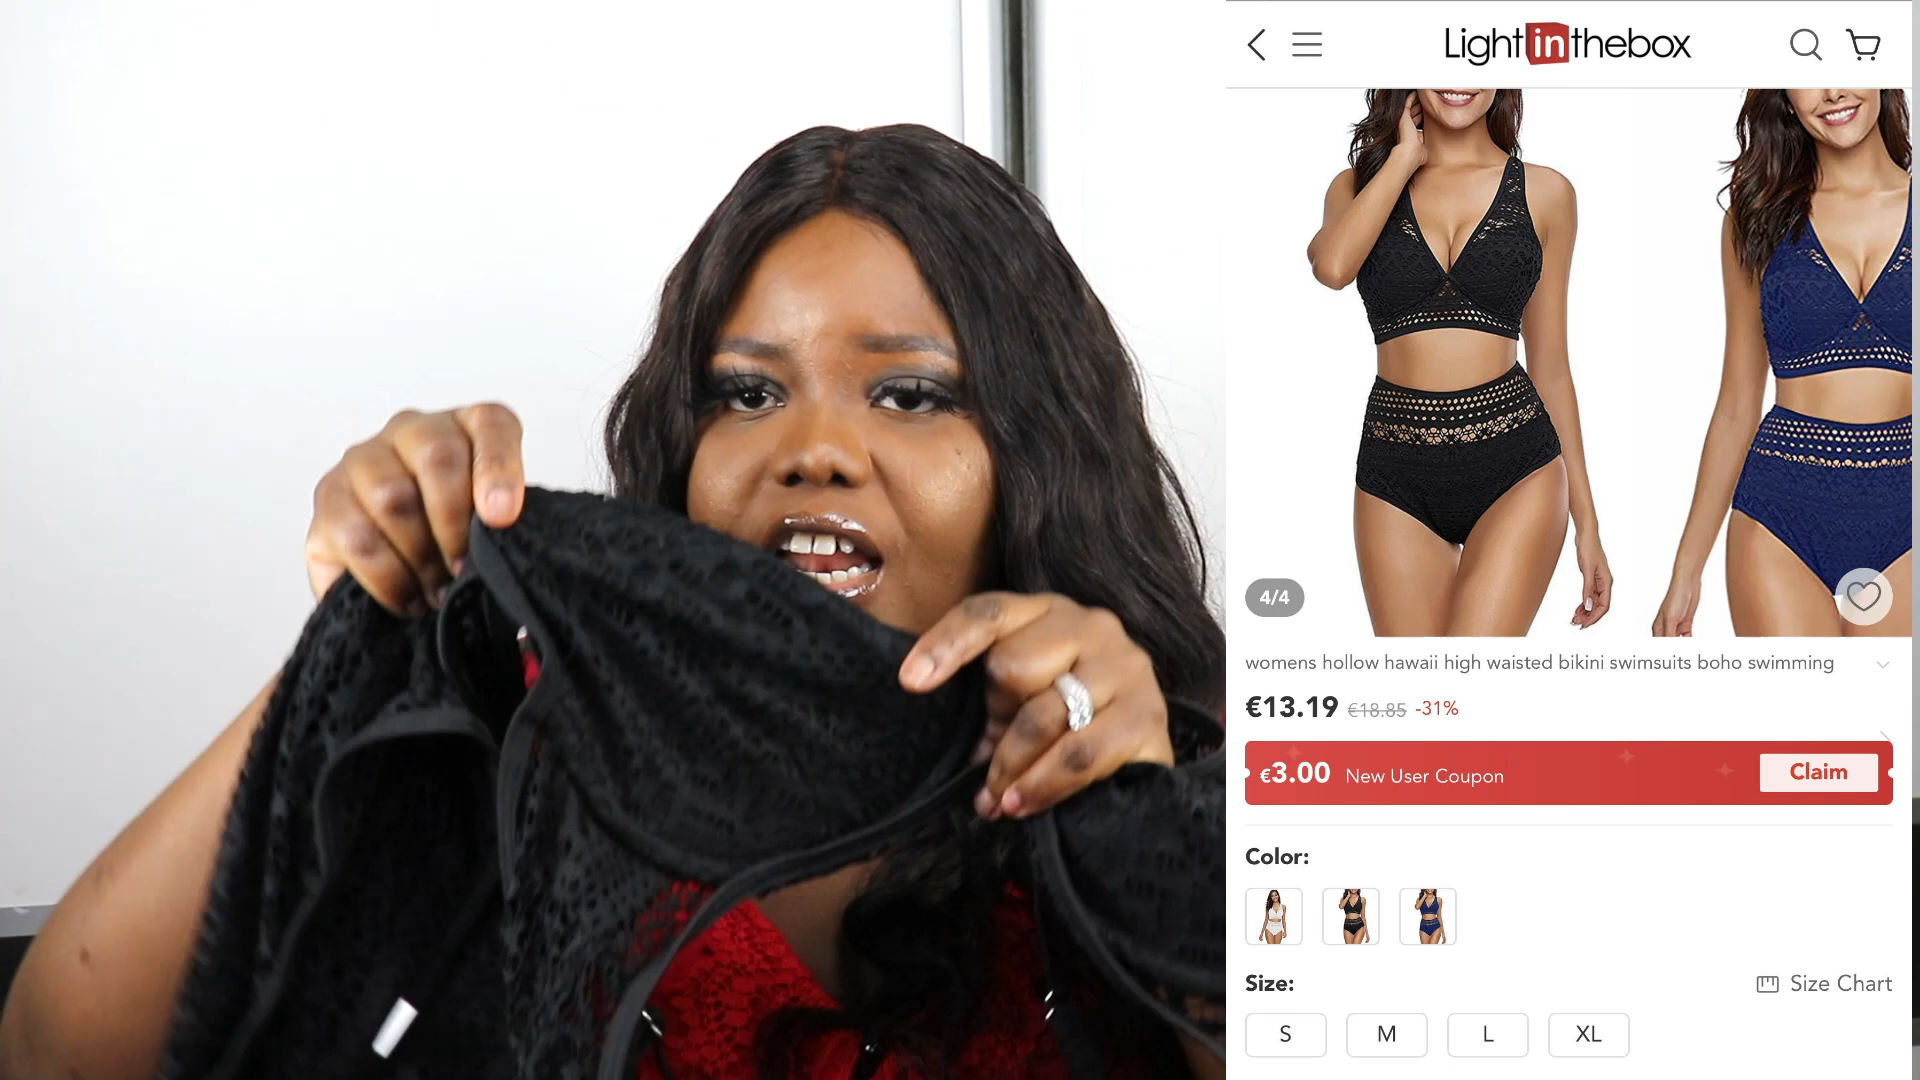 Lightinthebox
4/4
womens hollow hawaii high waisted bikini swimsuits boho swimming
€13.19 €18.85 -31%
€3.00 New User Coupon Claim
Color:
Size: Size Chart
S M L XL